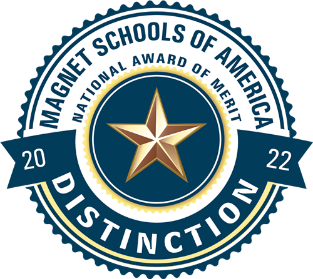 MAGNET SCHOOLS OF AMERICA
NATIONAL AWARD OF MERIT
20 22
DISTINCTION